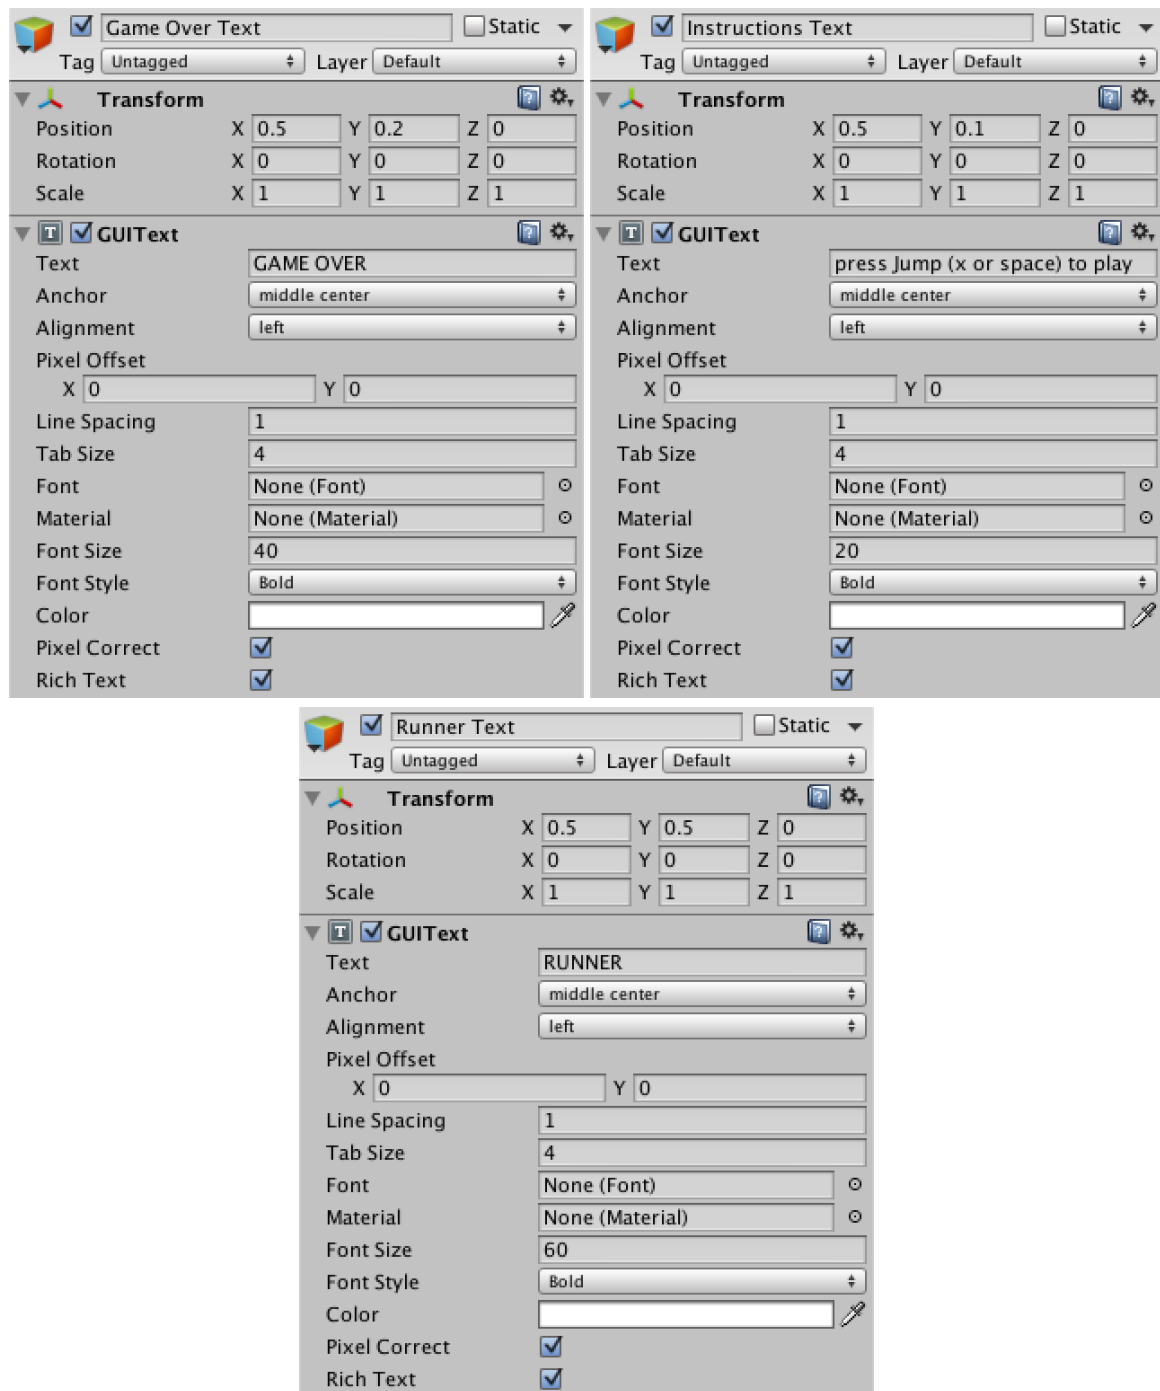 Game Over Text Static
Tag Untagged Layer Default
Transform
Position X 0.5 Y 0.2 Z 0
Rotation X 0 Y 0 Z 0
Scale X 1 Y 1 Z 1
T GUIText
Text GAME OVER
Anchor middle center
Alignment left
Pixel Offset
X 0 Y 0
Line Spacing 1
Tab Size 4
Font None (Font)
Material None (Material)
Font Size 40
Font Style Bold
Color
Pixel Correct
Rich Text
Instructions Text Static
Tag Untagged Layer Default
Transform
Position X 0.5 Y 0.1 Z 0
Rotation X 0 Y 0 Z 0
Scale X 1 Y 1 Z 1
T GUIText
Text press Jump (x or space) to play
Anchor middle center
Alignment left
Pixel Offset
X 0 Y 0
Line Spacing 1
Tab Size 4
Font None (Font)
Material None (Material)
Font Size 20
Font Style Bold
Color
Pixel Correct
Rich Text
Runner Text Static
Tag Untagged Layer Default
Transform
Position X 0.5 Y 0.5 Z 0
Rotation X 0 Y 0 Z 0
Scale X 1 Y 1 Z 1
T GUIText
Text RUNNER
Anchor middle center
Alignment left
Pixel Offset
X 0 Y 0
Line Spacing 1
Tab Size 4
Font None (Font)
Material None (Material)
Font Size 60
Font Style Bold
Color
Pixel Correct
Rich Text